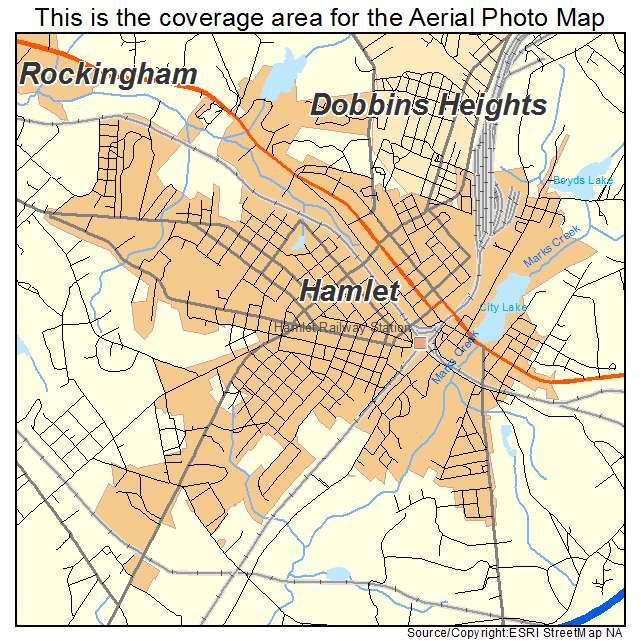 This is the coverage area for the Aerial Photo Map
Rockingham
Dobbins Heights
Boyds Lake
Marks Creek
Hamlet
City Lake
Hamlet Railway Station
Marks Creek
Source/Copyright:ESRI StreetMap NA